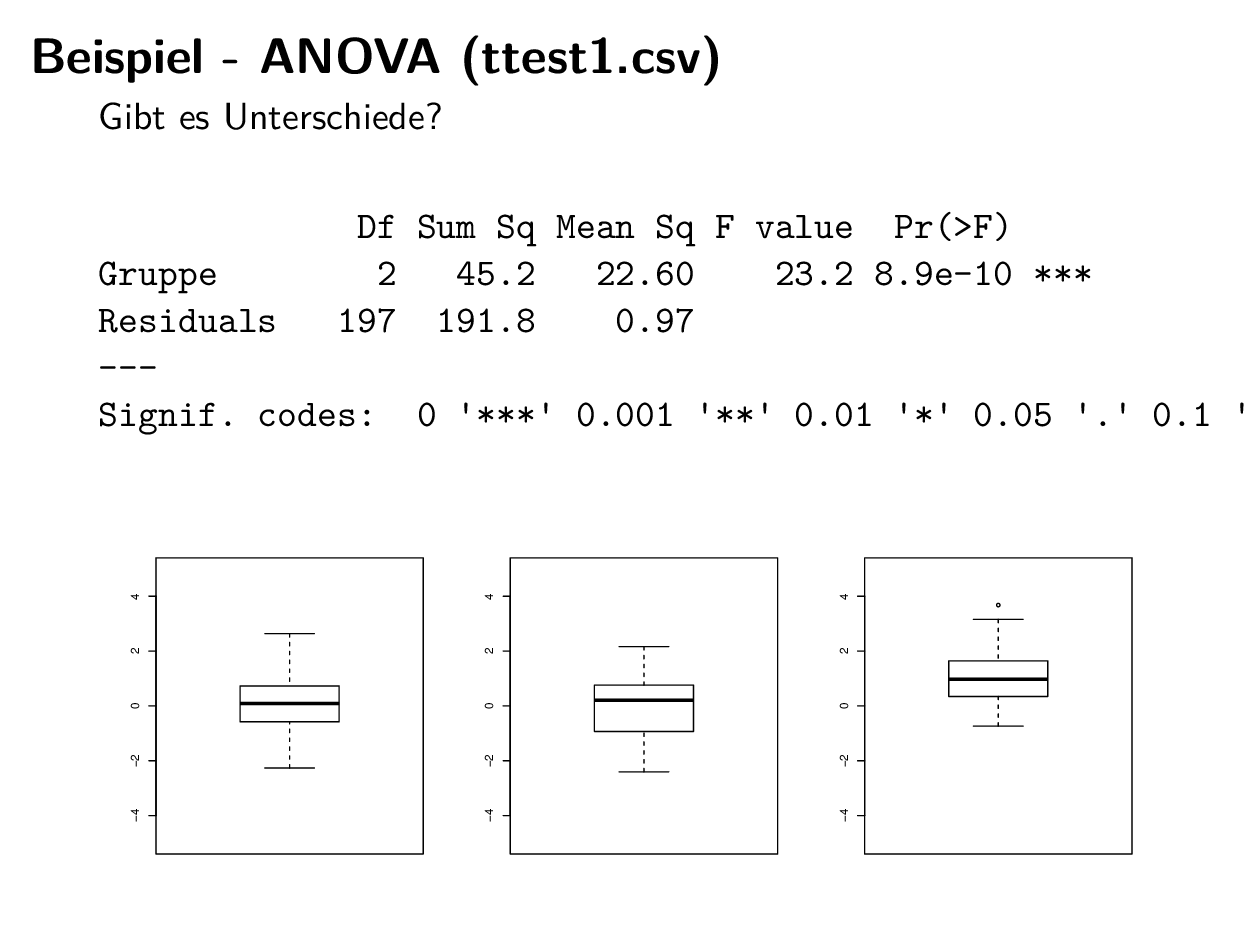 Beispiel - ANOVA (ttest1.csv)
Gibt es Unterschiede?
Df Sum Sq Mean Sq F value Pr(>F)
Gruppe 2 45.2 22.60 23.2 8.9e-10 ***
Residuals 197 191.8 0.97
---
Signif. codes: 0 '***' 0.001 '**' 0.01 '*' 0.05 '.' 0.1 '
4 4 4
2 2 2
0 0 0
−2 −2 −2
−4 −4 −4